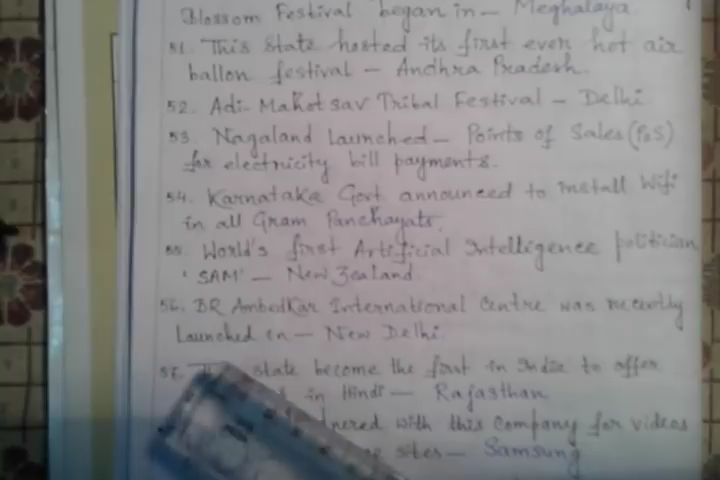 Blossom Festival began in - Meghalaya
51. This State hosted its first ever hot air
ballon festival - Andhra Pradesh.
52. Adi-Mahotsav Tribal Festival - Delhi
53. Nagaland Launched - Points of Sales (PoS)
for electricity bill payments.
54. Karnataka Govt announced to install Wifi
in all Gram Panchayats.
55. World's first Artificial Intelligence politician
'SAM' - New Zealand
56. BR Ambedkar International Centre was recently
Launched in - New Delhi.
57. This state become the first in India to offer
in Hindi - Rajasthan
with this Company for videos
sites - Samsung